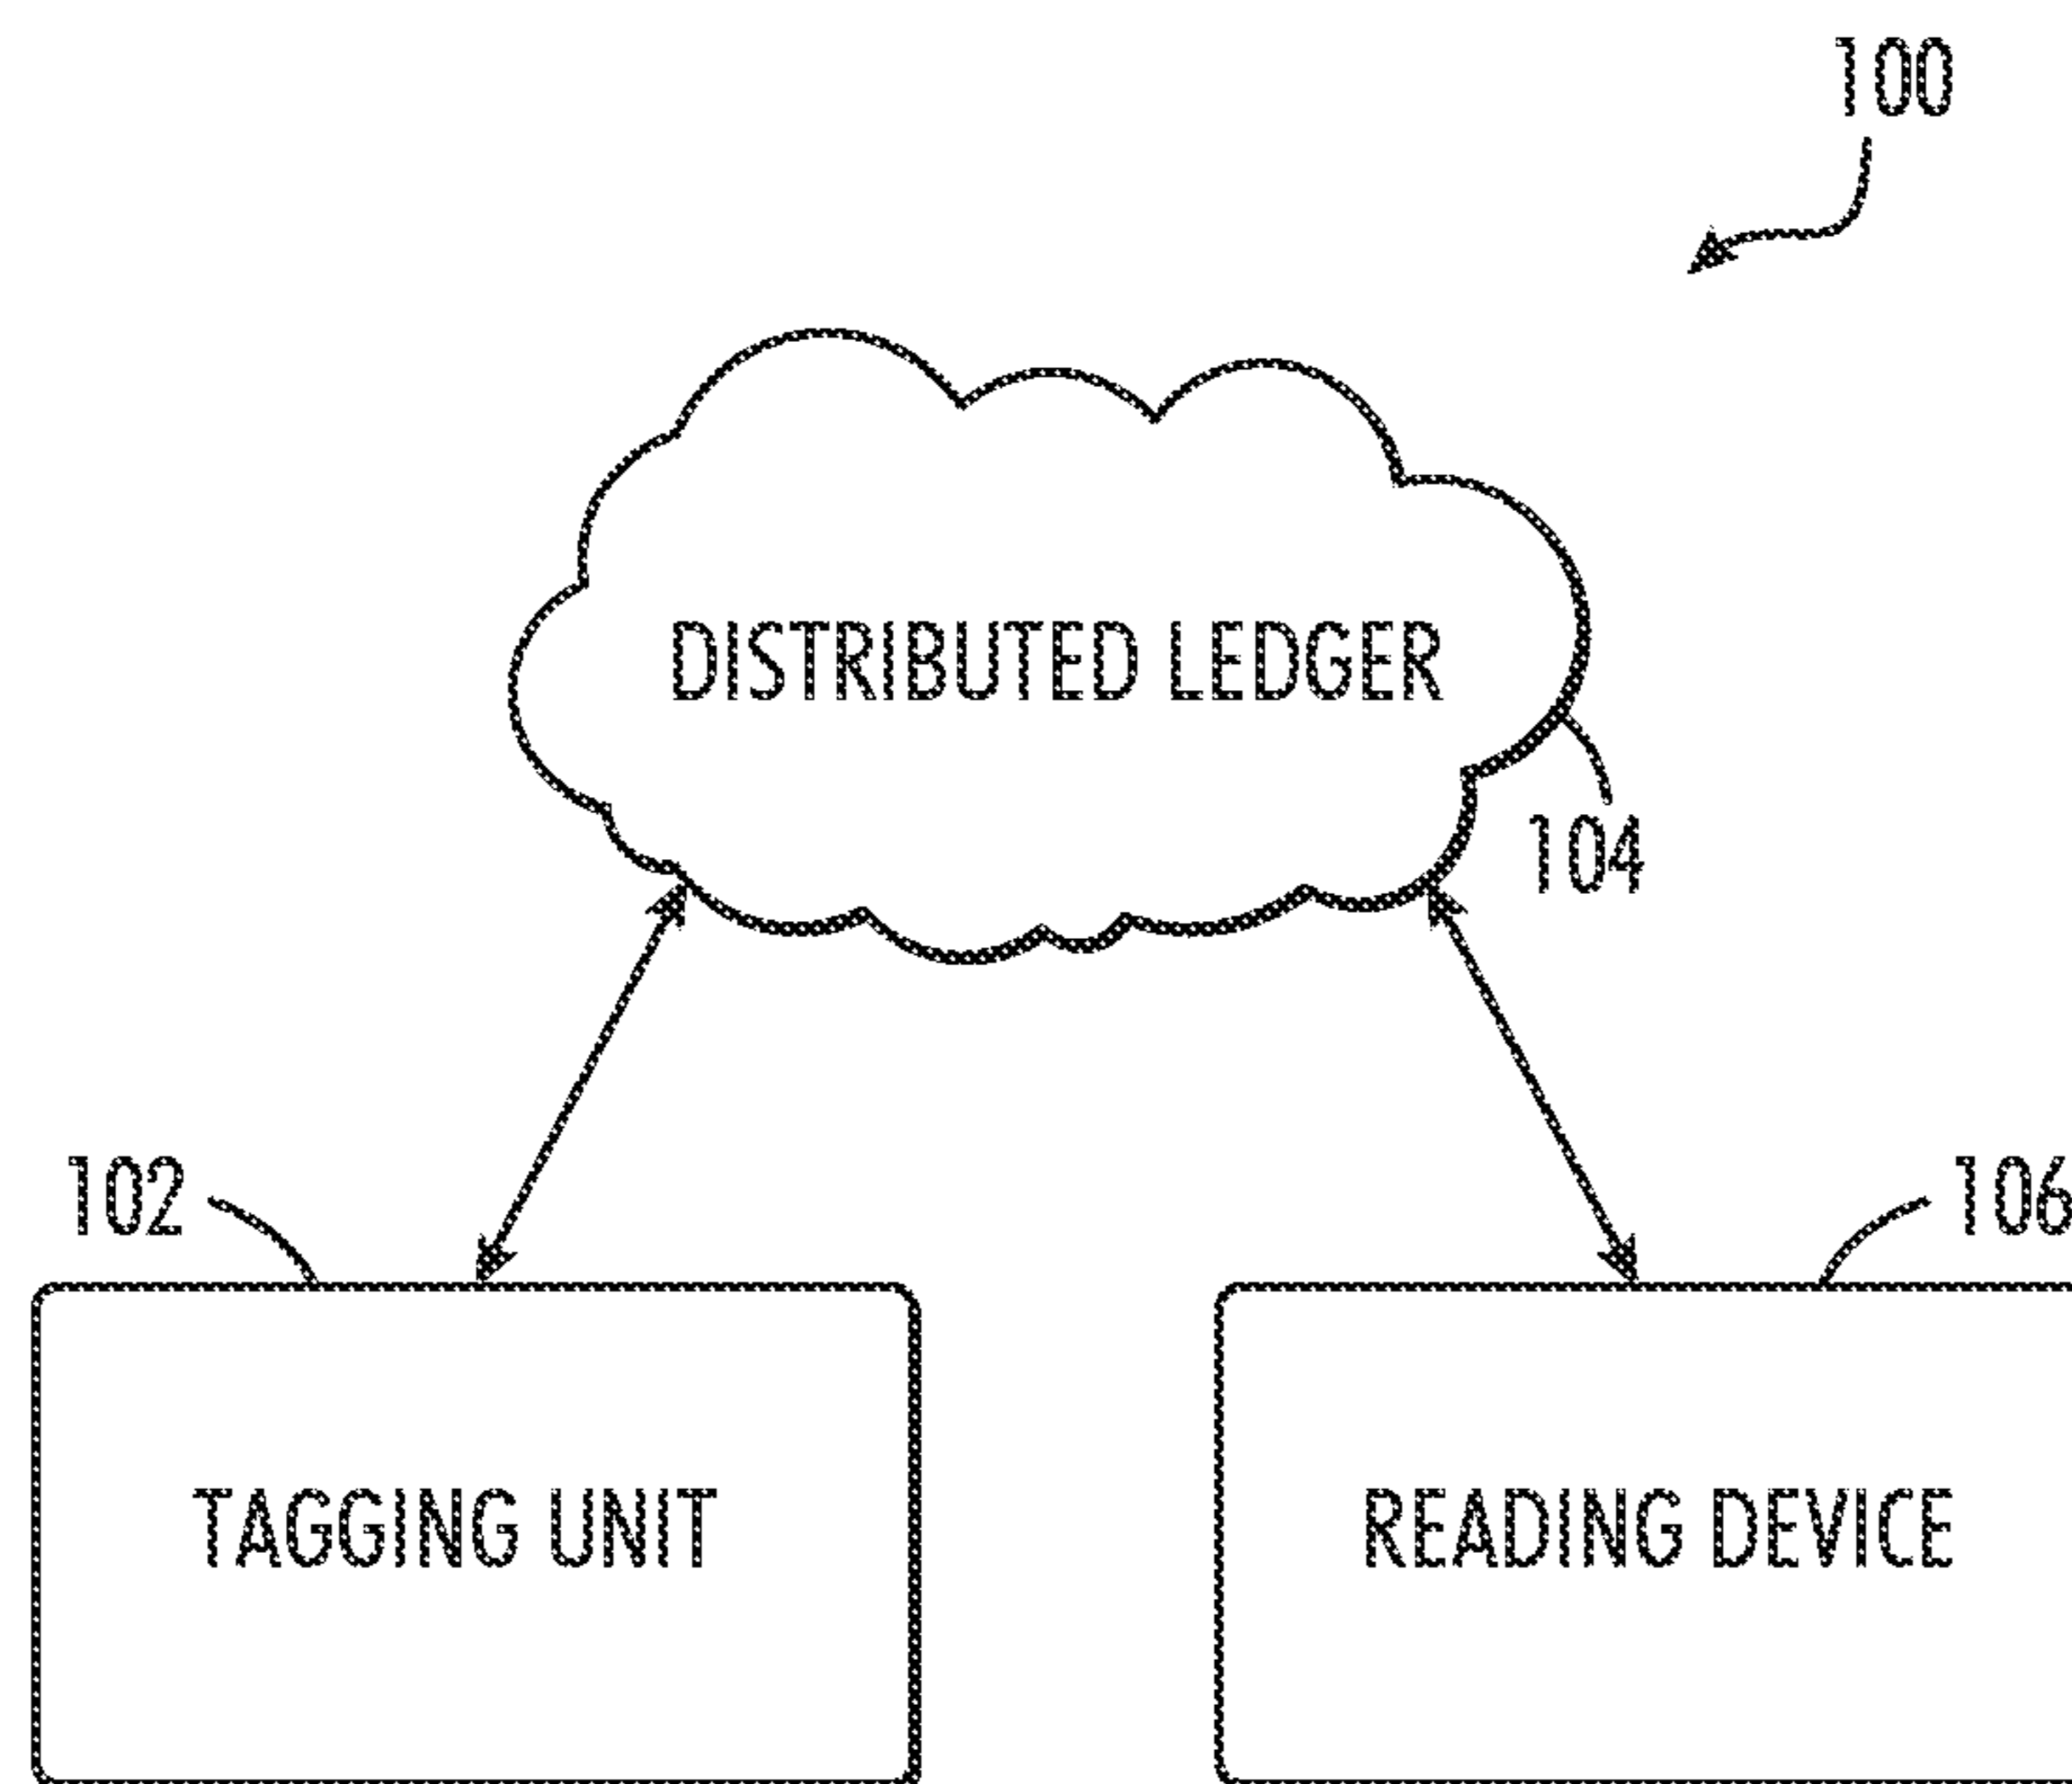 100
DISTRIBUTED LEDGER
104
102
106
TAGGING UNIT
READING DEVICE